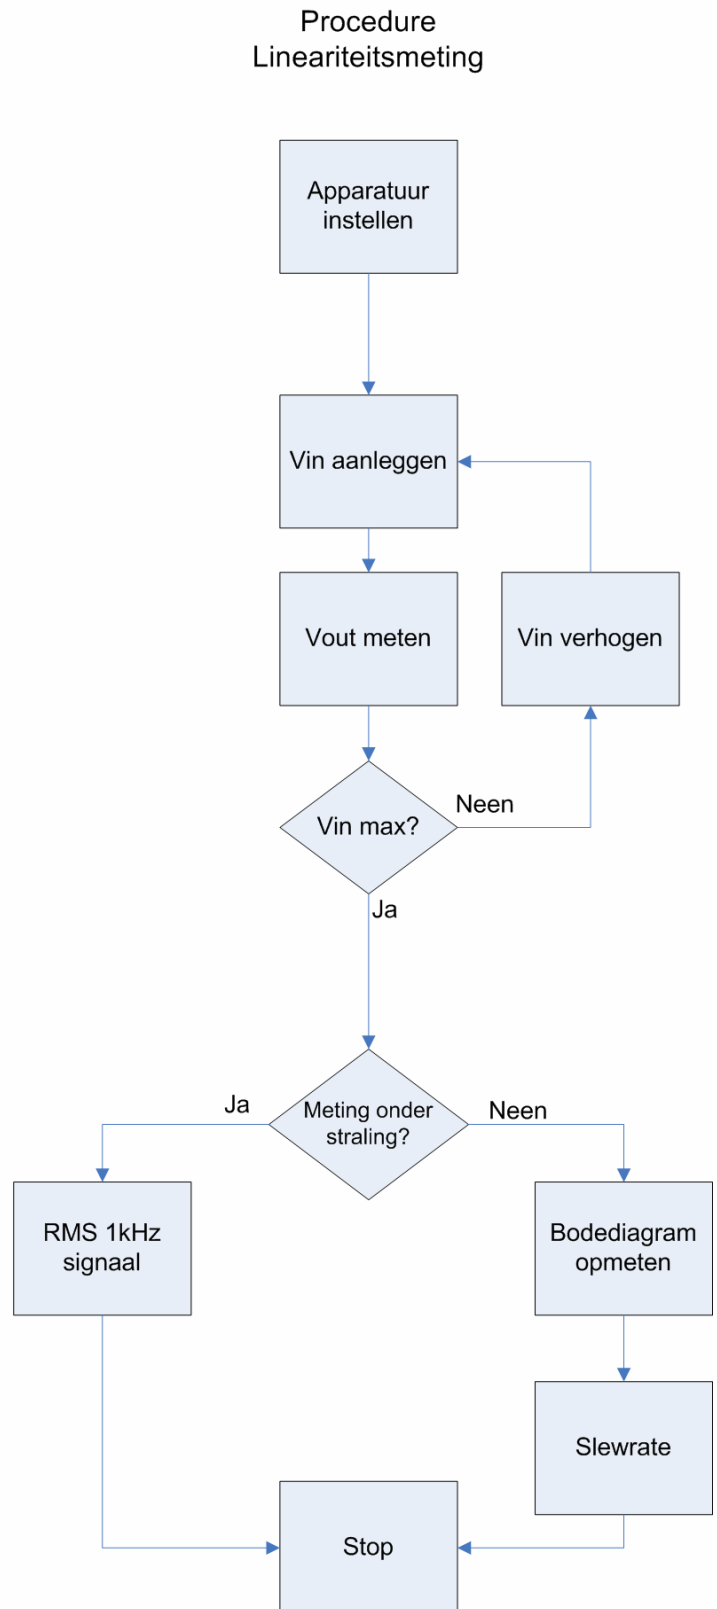 Procedure
Lineariteitsmeting
Apparatuur
instellen
Vin aanleggen
Vout meten
Vin verhogen
Vin max?
Neen
Ja
Meting onder
straling?
Ja
Neen
RMS 1kHz
signaal
Bodediagram
opmeten
Slewrate
Stop